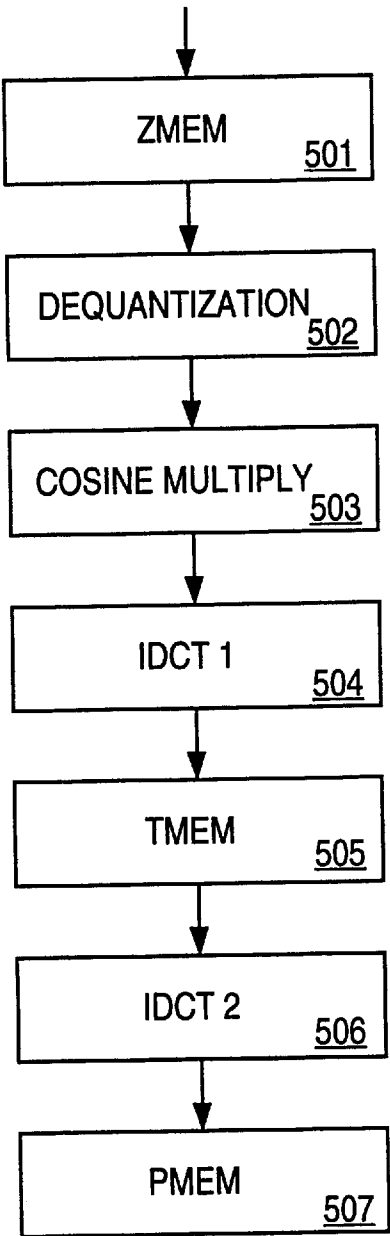 ZMEM
501
DEQUANTIZATION
502
COSINE MULTIPLY
503
IDCT 1
504
TMEM
505
IDCT 2
506
PMEM
507